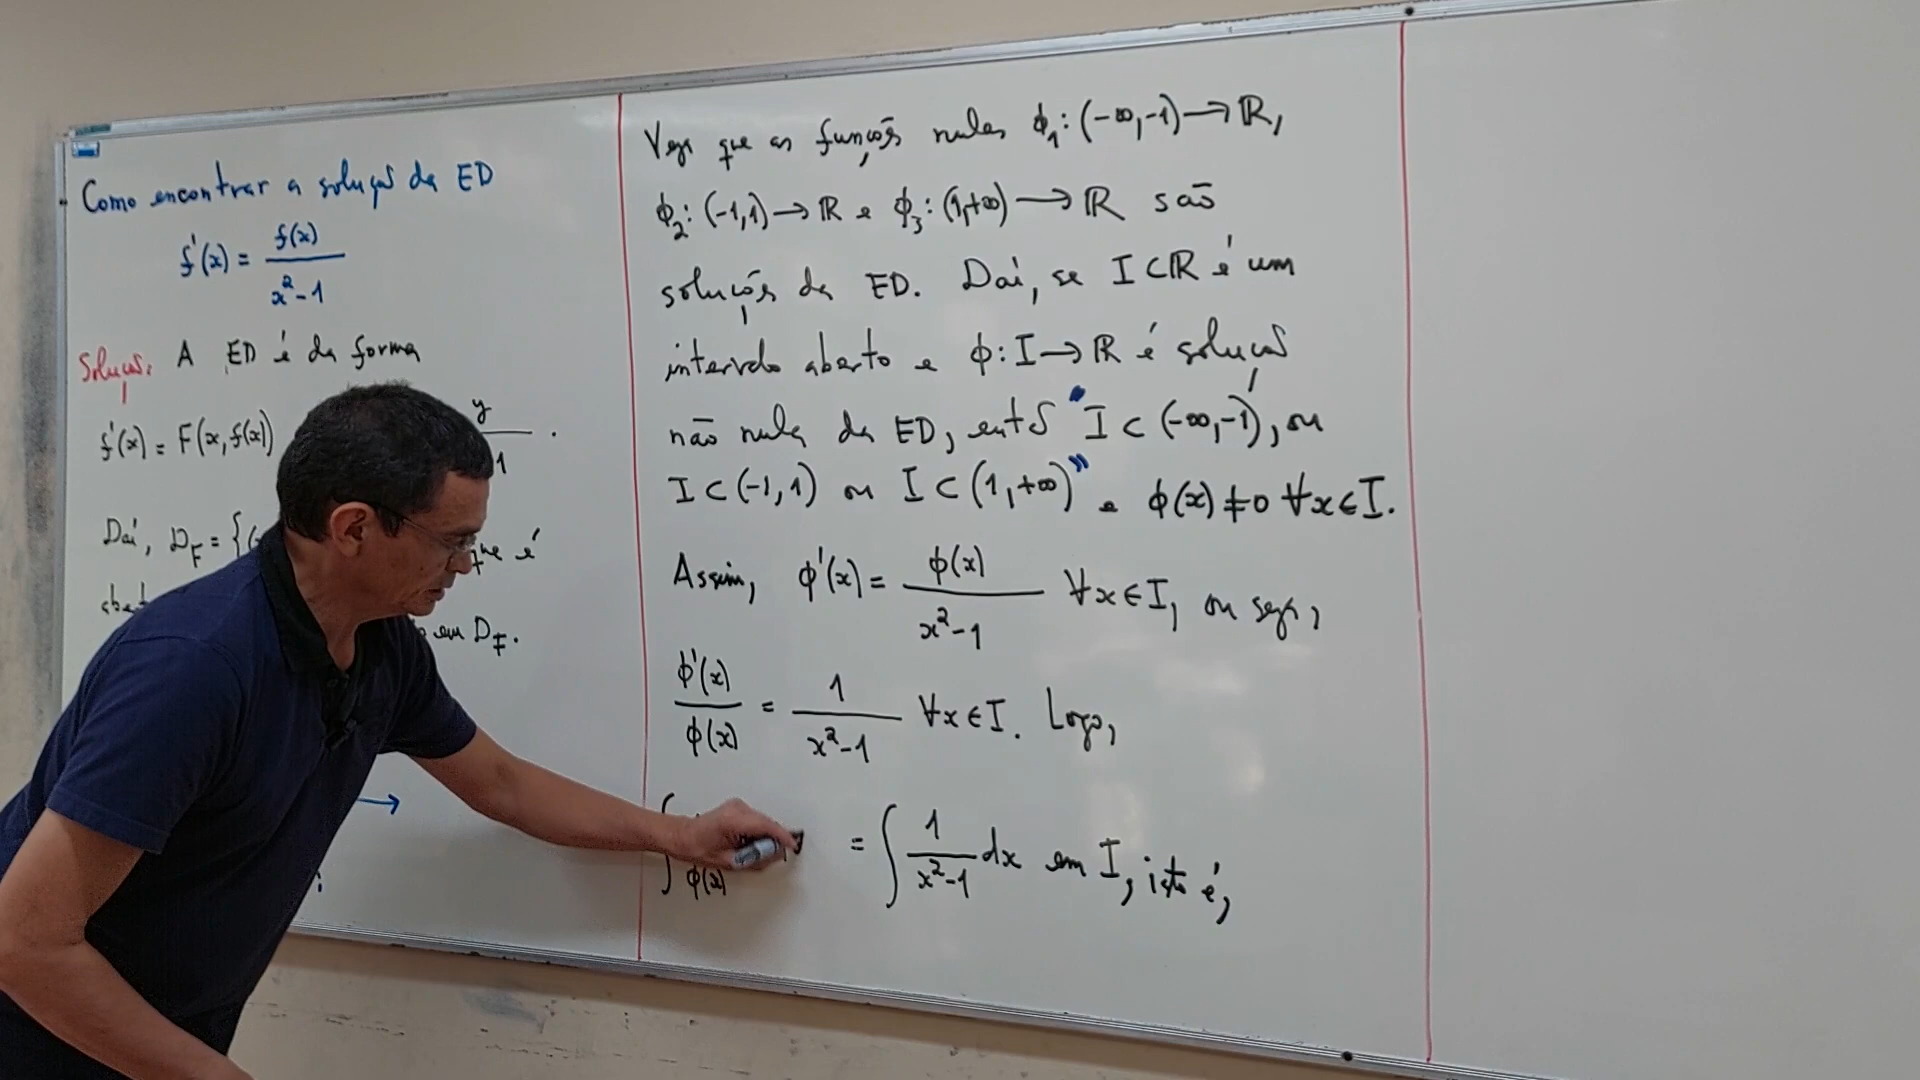 Como encontrar a solução da ED
f'(x) = f(x) / x²-1
Solução: A ED é da forma
f'(x) = F(x, f(x)) y
1 .
Daí, D_F = { que é
em D_F.
Veja que as funções nulas ϕ₁: (-∞,-1) → ℝ,
ϕ₂: (-1,1) → ℝ e ϕ₃: (1,+∞) → ℝ são
soluções da ED. Daí, se I ⊂ ℝ é um
intervalo aberto e ϕ: I → ℝ é solução
não nula da ED, então "I ⊂ (-∞,-1), ou
I ⊂ (-1,1) ou I ⊂ (1,+∞)" e ϕ(x) ≠ 0 ∀x ∈ I.
Assim, ϕ'(x) = ϕ(x) / x²-1 ∀x ∈ I, ou seja,
ϕ'(x) / ϕ(x) = 1 / x²-1 ∀x ∈ I. Logo,
∫ ϕ(x) = ∫ 1 / x²-1 dx em I, isto é,